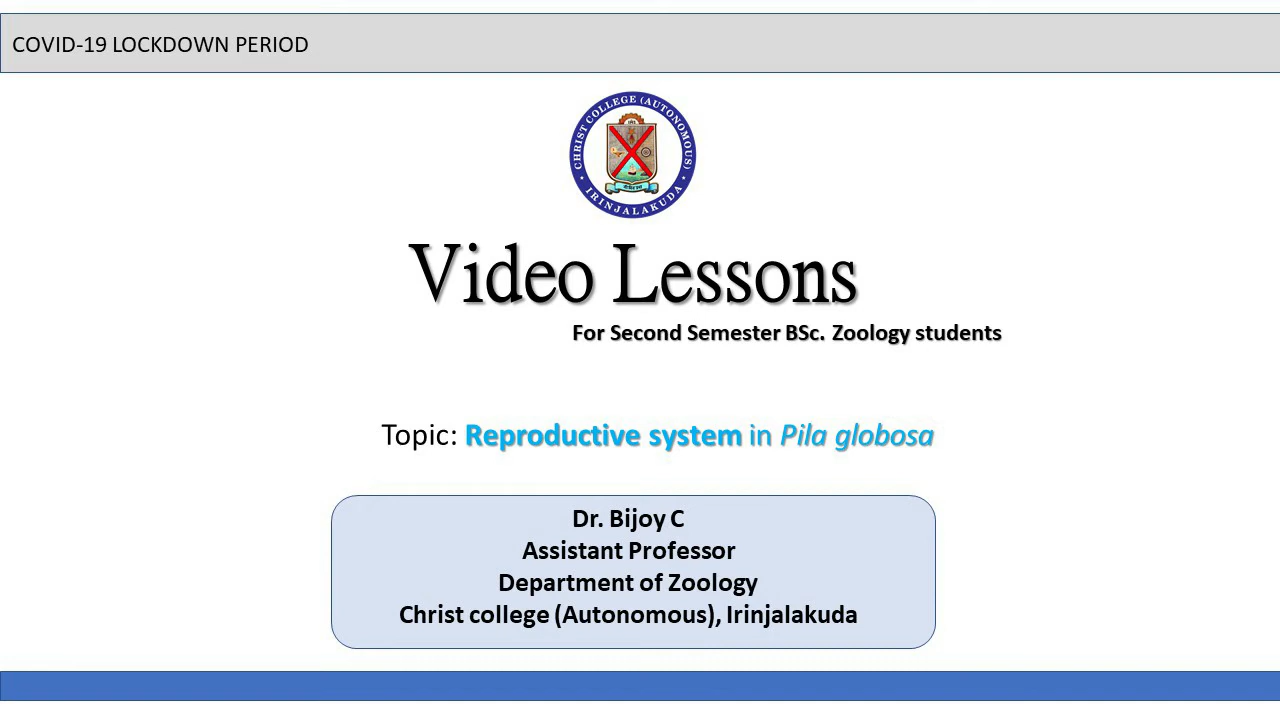 COVID-19 LOCKDOWN PERIOD
CHRIST COLLEGE (AUTONOMOUS)
IRINJALAKUDA
Video Lessons
For Second Semester BSc. Zoology students
Topic: Reproductive system in Pila globosa
Dr. Bijoy C
Assistant Professor
Department of Zoology
Christ college (Autonomous), Irinjalakuda